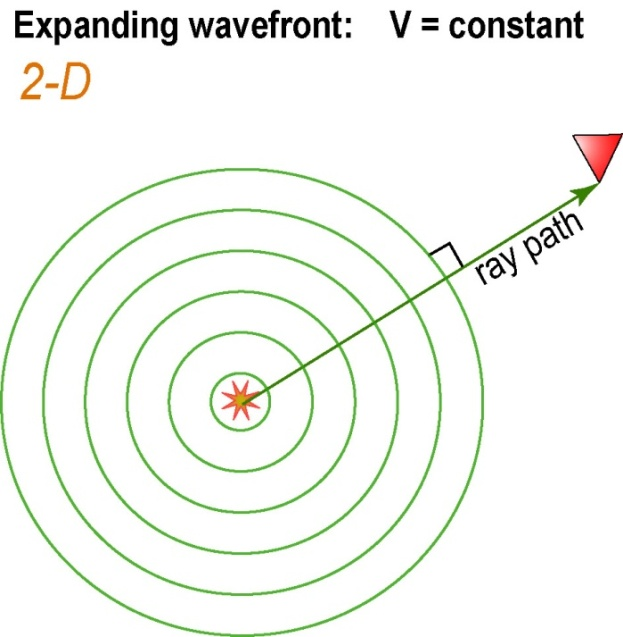 Expanding wavefront: V = constant
2-D
ray path